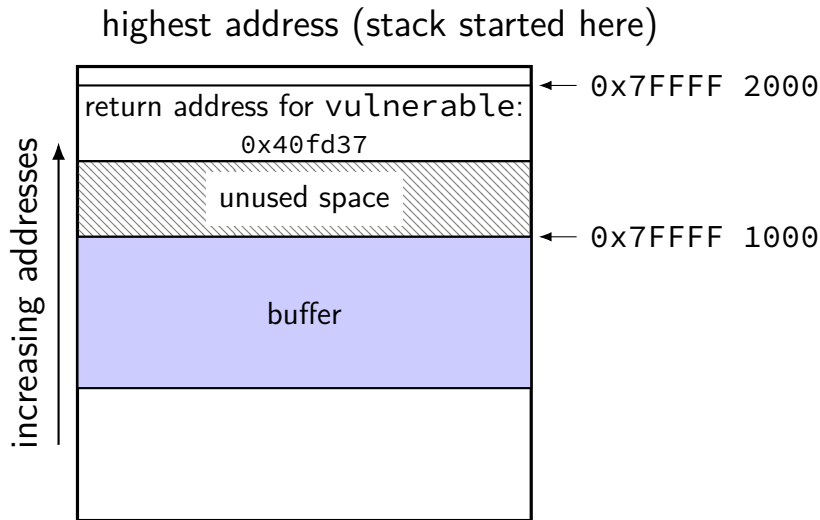 highest address (stack started here)
0x7FFFF 2000
return address for vulnerable:
0x40fd37
unused space
0x7FFFF 1000
buffer
increasing addresses